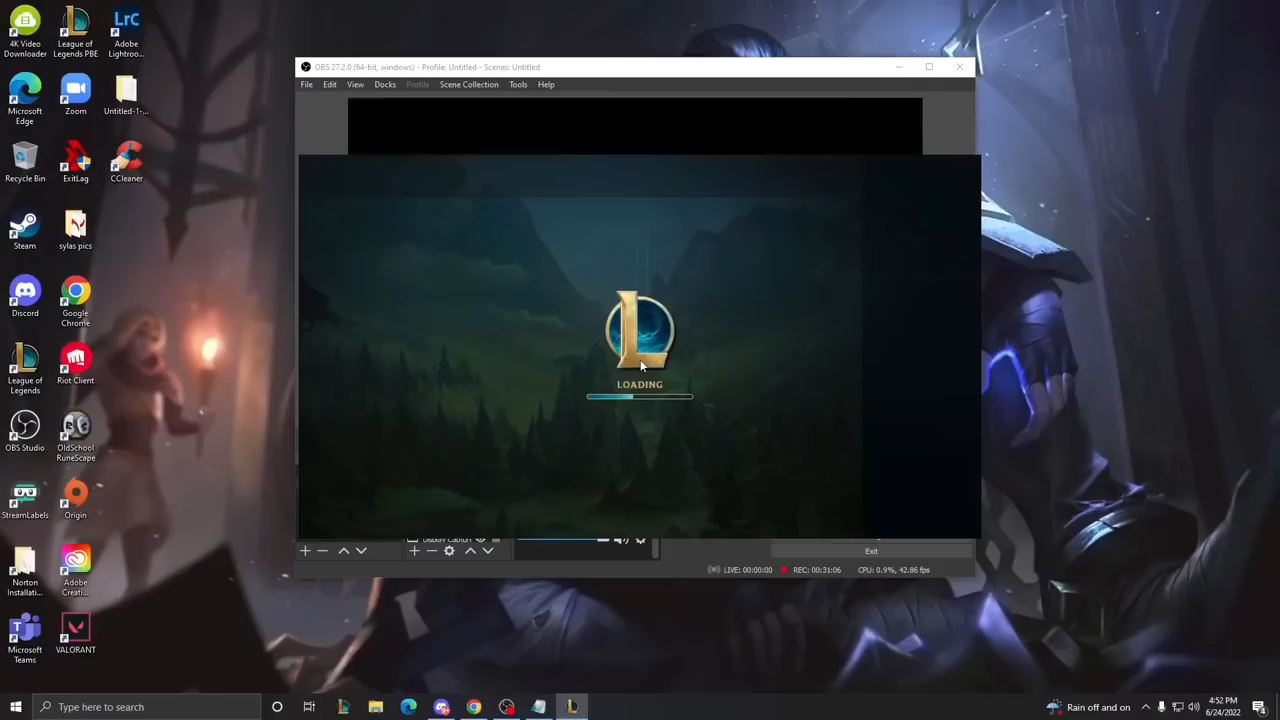 4K Video
Downloader
League of
Legends PBE
Adobe
Lightroo...
Lrc
Microsoft
Edge
Zoom
Untitled-1-...
Recycle Bin
ExitLag
CCleaner
Steam
sylas pics
Discord
Google
Chrome
League of
Legends
Riot Client
OBS Studio
OldSchool
RuneScape
StreamLabels
Origin
Norton
Installati...
Adobe
Creati...
Microsoft
Teams
VALORANT
OBS 27.2.0 (64-bit, windows) - Profile: Untitled - Scenes: Untitled
File Edit View Docks Profile Scene Collection Tools Help
LOADING
Display Capture
Exit
LIVE: 00:00:00 REC: 00:31:06 CPU: 0.9%, 42.86 fps
Type here to search
Rain off and on
4:52 PM
6/24/2022
4